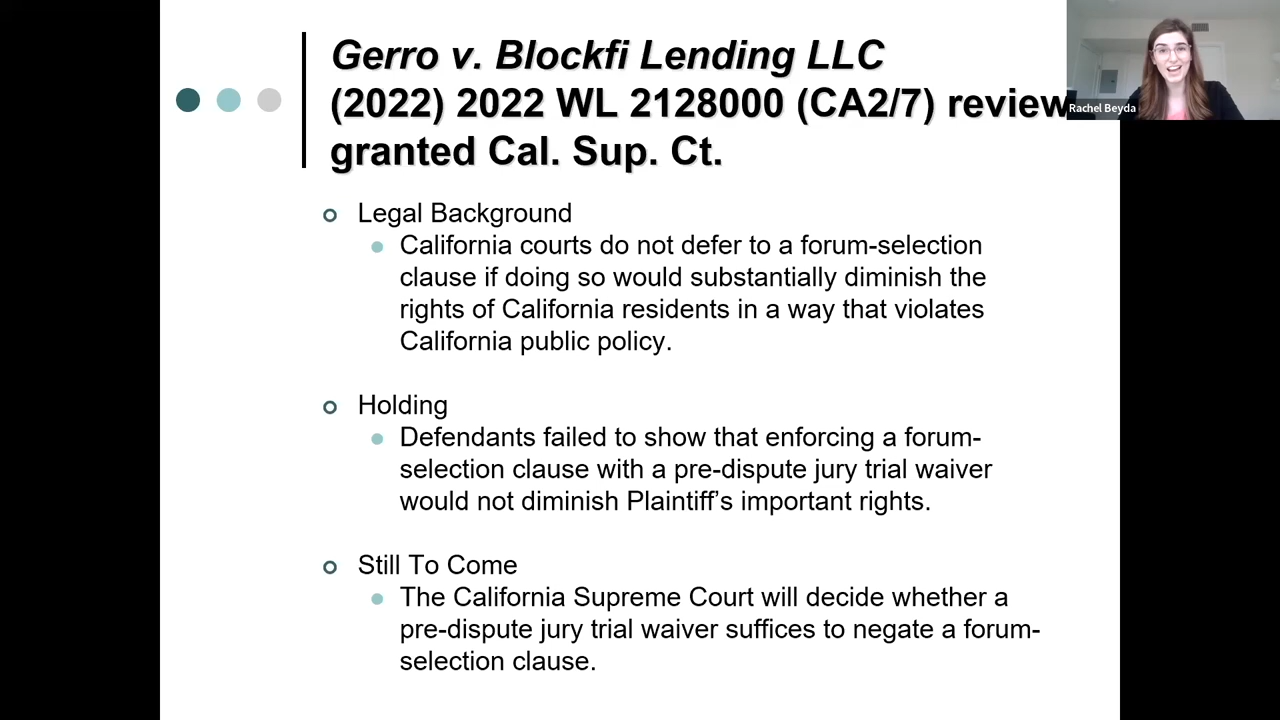 Gerro v. Blockfi Lending LLC
(2022) 2022 WL 2128000 (CA2/7) review
granted Cal. Sup. Ct.
Rachel Beyda
Legal Background
California courts do not defer to a forum-selection
clause if doing so would substantially diminish the
rights of California residents in a way that violates
California public policy.
Holding
Defendants failed to show that enforcing a forum-
selection clause with a pre-dispute jury trial waiver
would not diminish Plaintiff’s important rights.
Still To Come
The California Supreme Court will decide whether a
pre-dispute jury trial waiver suffices to negate a forum-
selection clause.